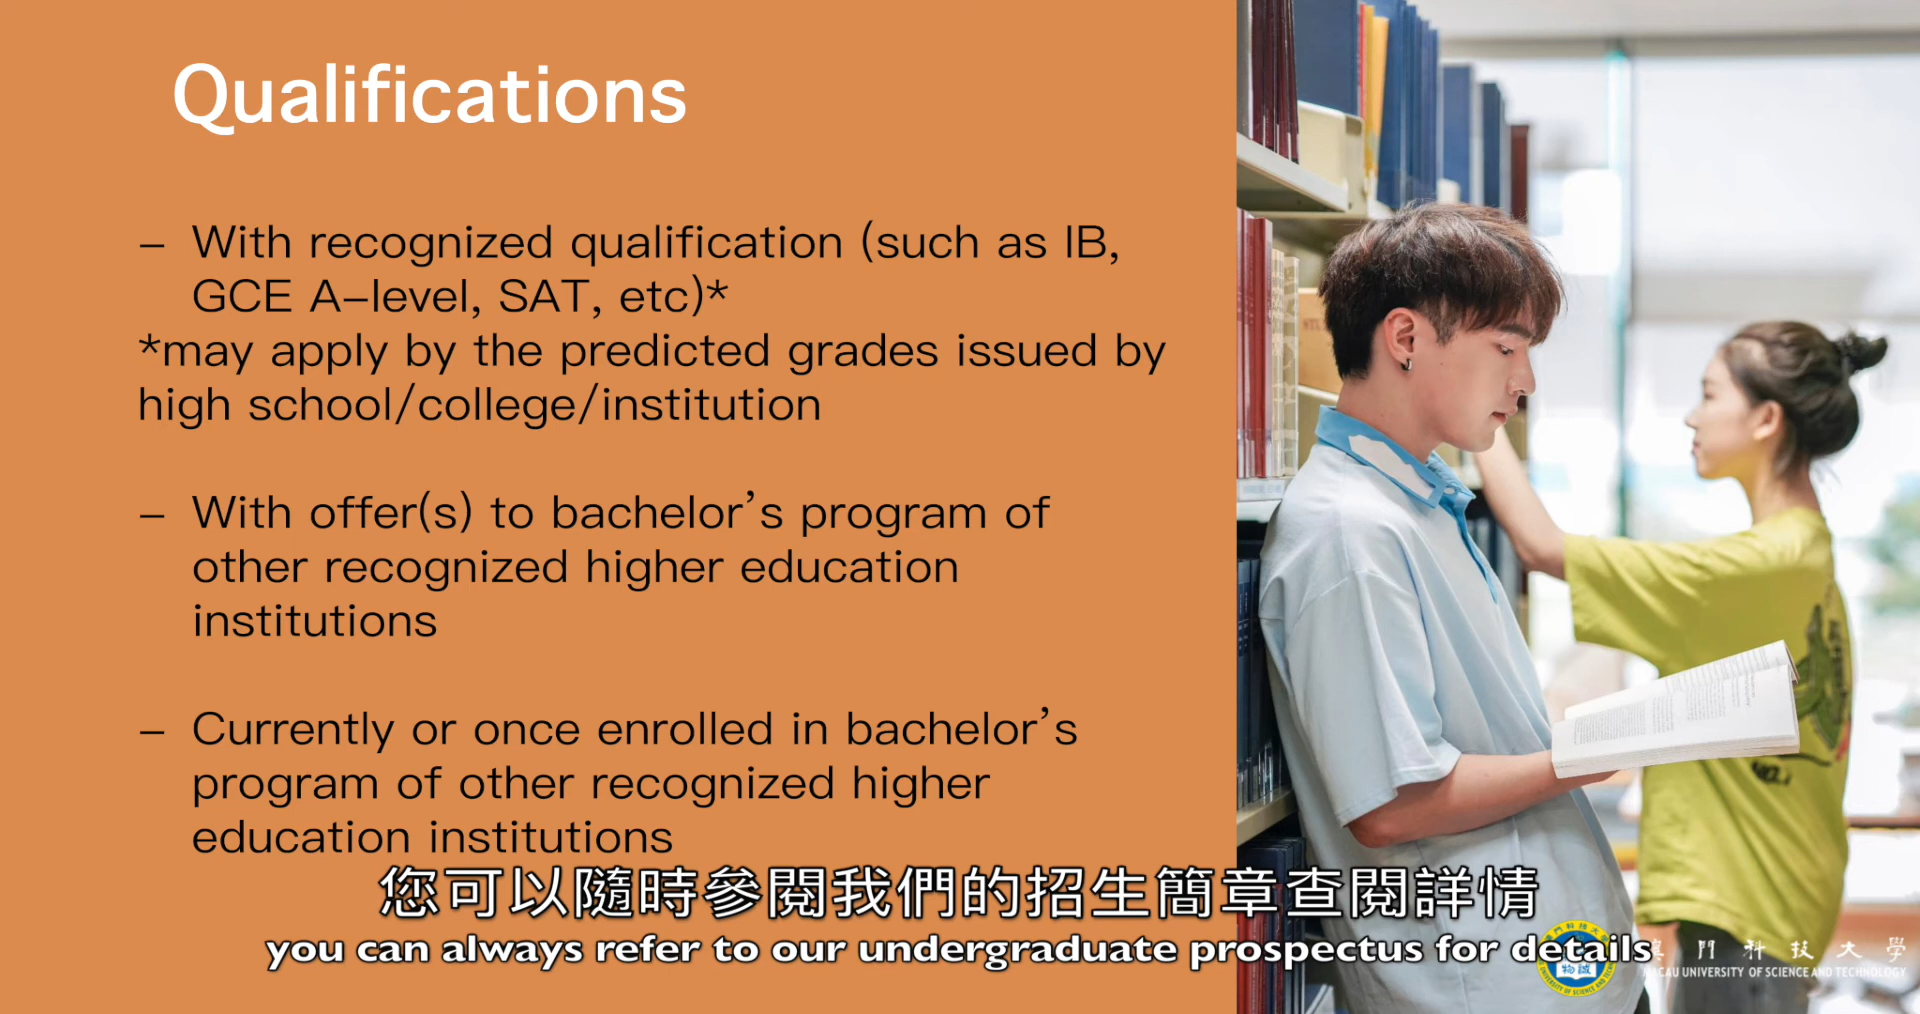 Qualifications
– With recognized qualification (such as IB,
GCE A–level, SAT, etc)*
*may apply by the predicted grades issued by
high school/college/institution
– With offer(s) to bachelor’s program of
other recognized higher education
institutions
– Currently or once enrolled in bachelor’s
program of other recognized higher
education institutions
您可以隨時參閱我們的招生簡章查閱詳情
you can always refer to our undergraduate prospectus for details
門科技大學
MACAU UNIVERSITY OF SCIENCE AND TECHNOLOGY